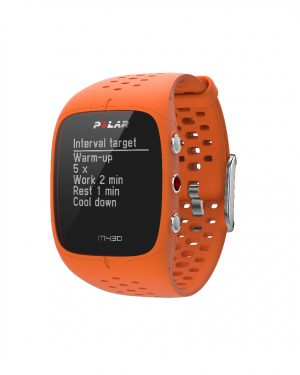 POLAR
Interval target
Warm-up
5 x
Work 2 min
Rest 1 min
Cool down
M430